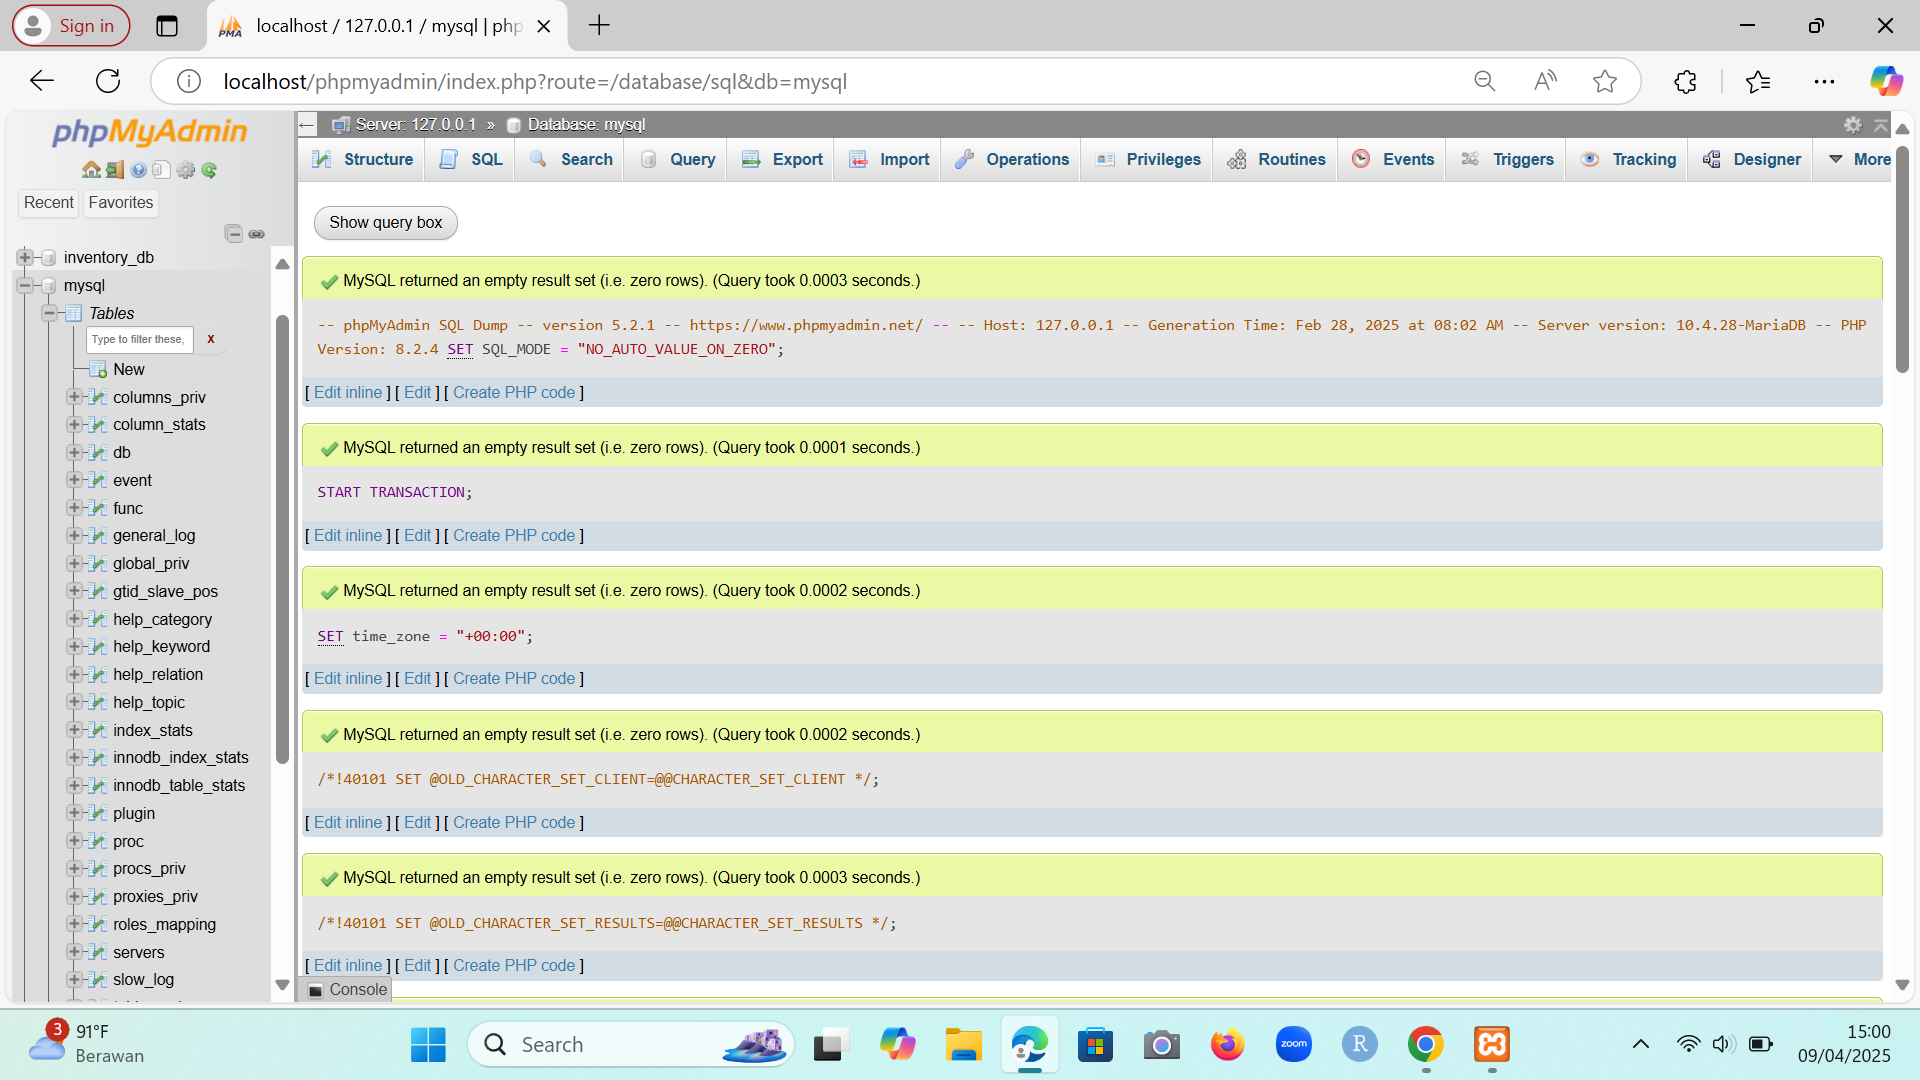 Sign in
localhost / 127.0.0.1 / mysql | php
localhost/phpmyadmin/index.php?route=/database/sql&db=mysql
phpMyAdmin
Recent
Favorites
inventory_db
mysql
Tables
Type to filter these,
X
New
columns_priv
column_stats
db
event
func
general_log
global_priv
gtid_slave_pos
help_category
help_keyword
help_relation
help_topic
index_stats
innodb_index_stats
innodb_table_stats
plugin
proc
procs_priv
proxies_priv
roles_mapping
servers
slow_log
Server: 127.0.0.1 » Database: mysql
Structure SQL Search Query Export Import Operations Privileges Routines Events Triggers Tracking Designer More
Show query box
MySQL returned an empty result set (i.e. zero rows). (Query took 0.0003 seconds.)
-- phpMyAdmin SQL Dump -- version 5.2.1 -- https://www.phpmyadmin.net/ -- -- Host: 127.0.0.1 -- Generation Time: Feb 28, 2025 at 08:02 AM -- Server version: 10.4.28-MariaDB -- PHP
Version: 8.2.4 SET SQL_MODE = "NO_AUTO_VALUE_ON_ZERO";
[ Edit inline ] [ Edit ] [ Create PHP code ]
MySQL returned an empty result set (i.e. zero rows). (Query took 0.0001 seconds.)
START TRANSACTION;
[ Edit inline ] [ Edit ] [ Create PHP code ]
MySQL returned an empty result set (i.e. zero rows). (Query took 0.0002 seconds.)
SET time_zone = "+00:00";
[ Edit inline ] [ Edit ] [ Create PHP code ]
MySQL returned an empty result set (i.e. zero rows). (Query took 0.0002 seconds.)
/*!40101 SET @OLD_CHARACTER_SET_CLIENT=@@CHARACTER_SET_CLIENT */;
[ Edit inline ] [ Edit ] [ Create PHP code ]
MySQL returned an empty result set (i.e. zero rows). (Query took 0.0003 seconds.)
/*!40101 SET @OLD_CHARACTER_SET_RESULTS=@@CHARACTER_SET_RESULTS */;
[ Edit inline ] [ Edit ] [ Create PHP code ]
Console
3
91°F
Berawan
Search
zoom
R
15:00
09/04/2025